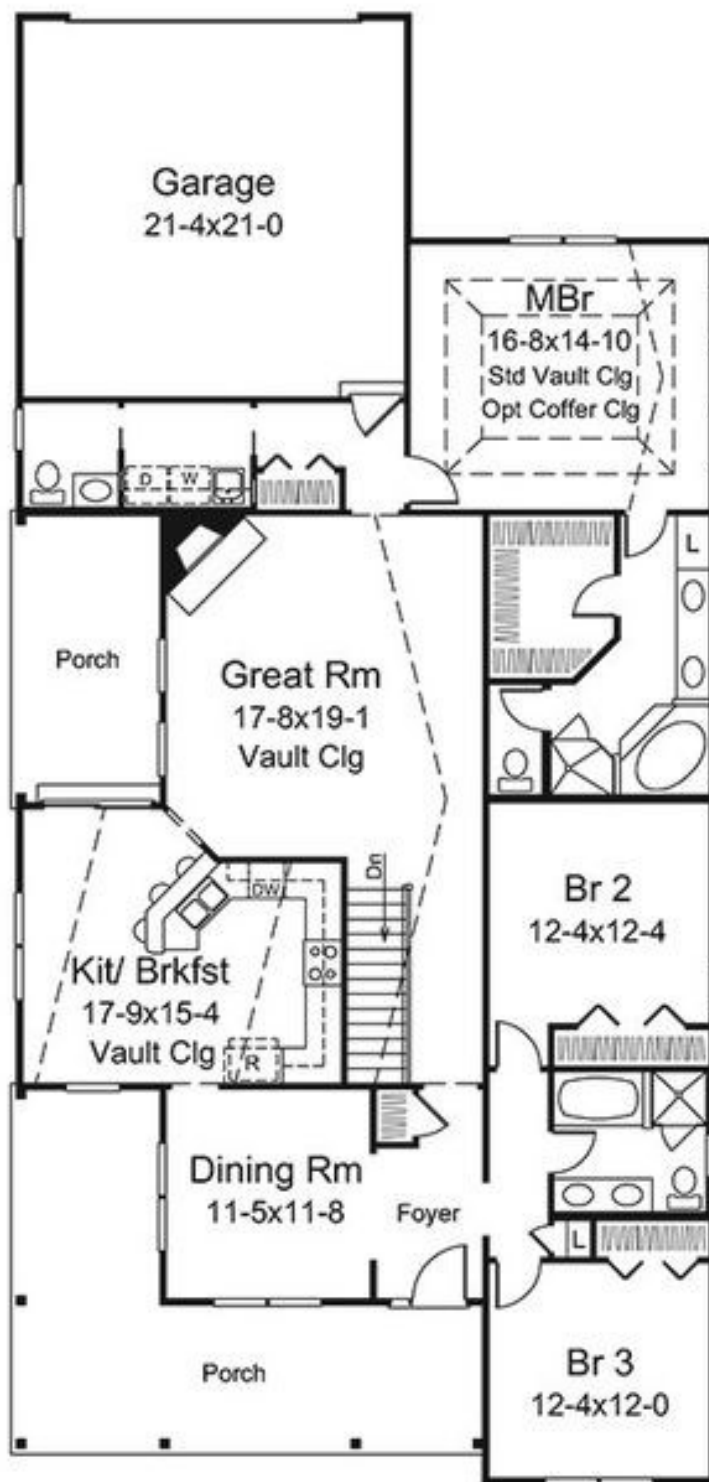 Garage
21-4x21-0
MBr
16-8x14-10
Std Vault Clg
Opt Coffer Clg
D
W
L
Porch
Great Rm
17-8x19-1
Vault Clg
Dn
DW
Br 2
12-4x12-4
Kit/ Brkfst
17-9x15-4
Vault Clg
R
Dining Rm
11-5x11-8
Foyer
L
Porch
Br 3
12-4x12-0